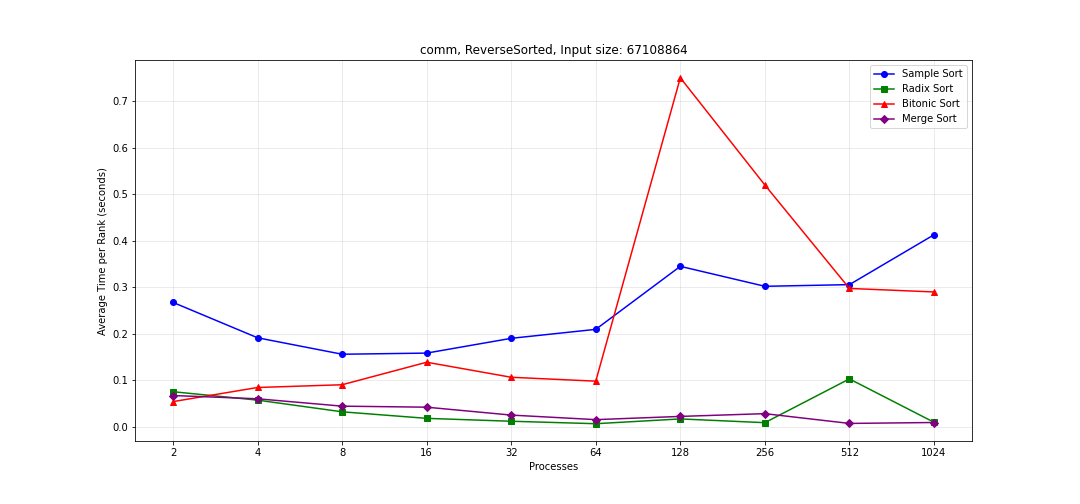 comm, ReverseSorted, Input size: 67108864
Sample Sort
Radix Sort
Bitonic Sort
Merge Sort
Average Time per Rank (seconds)
0.7
0.6
0.5
0.4
0.3
0.2
0.1
0.0
2 4 8 16 32 64 128 256 512 1024
Processes